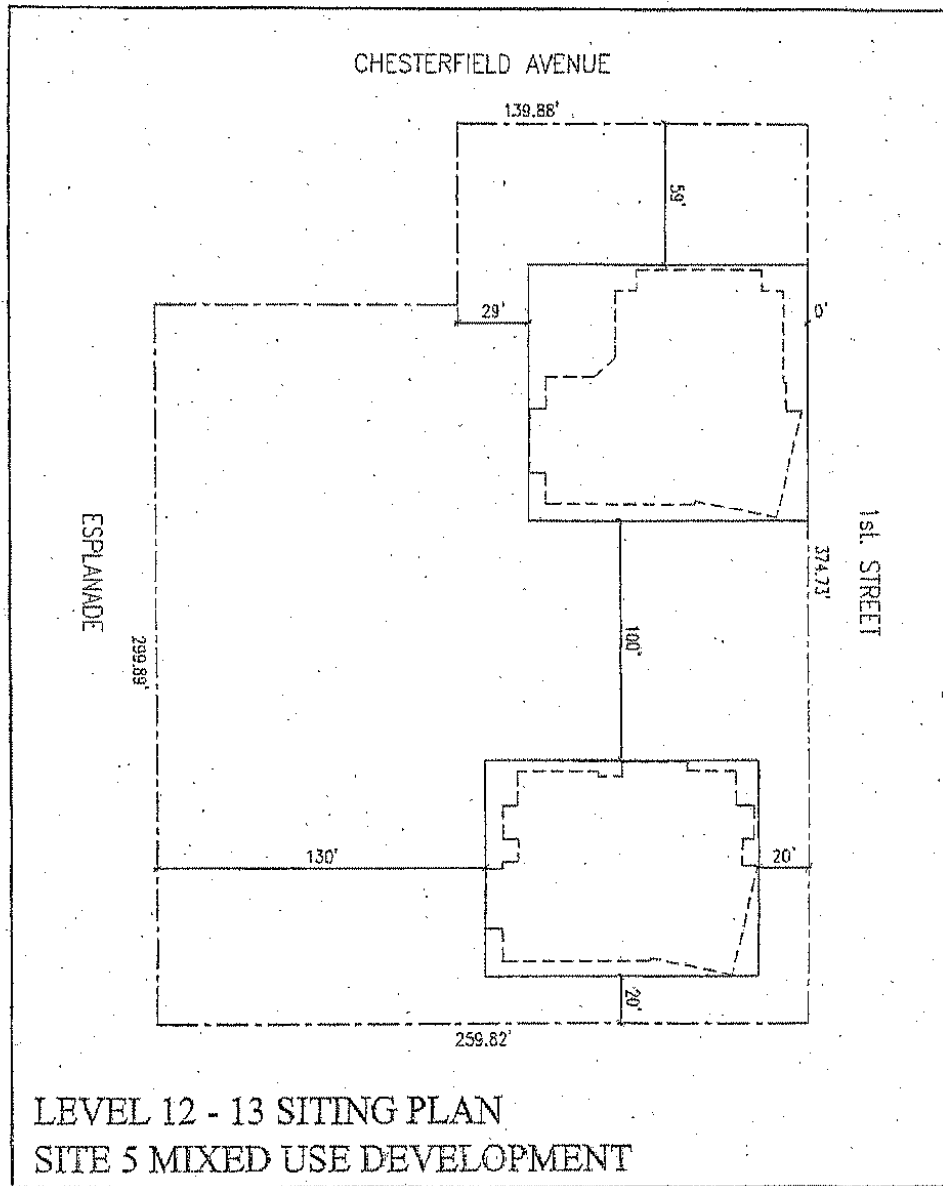 CHESTERFIELD AVENUE
139.88'
59'
29'
0'
ESPLANADE
1st. STREET
374.73'
299.89'
100'
130'
20'
20'
259.82'
LEVEL 12 - 13 SITING PLAN
SITE 5 MIXED USE DEVELOPMENT